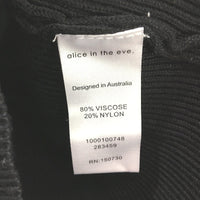 alice in the eve.
Designed in Australia
80% VISCOSE
20% NYLON
1000100748
283459
RN:150730